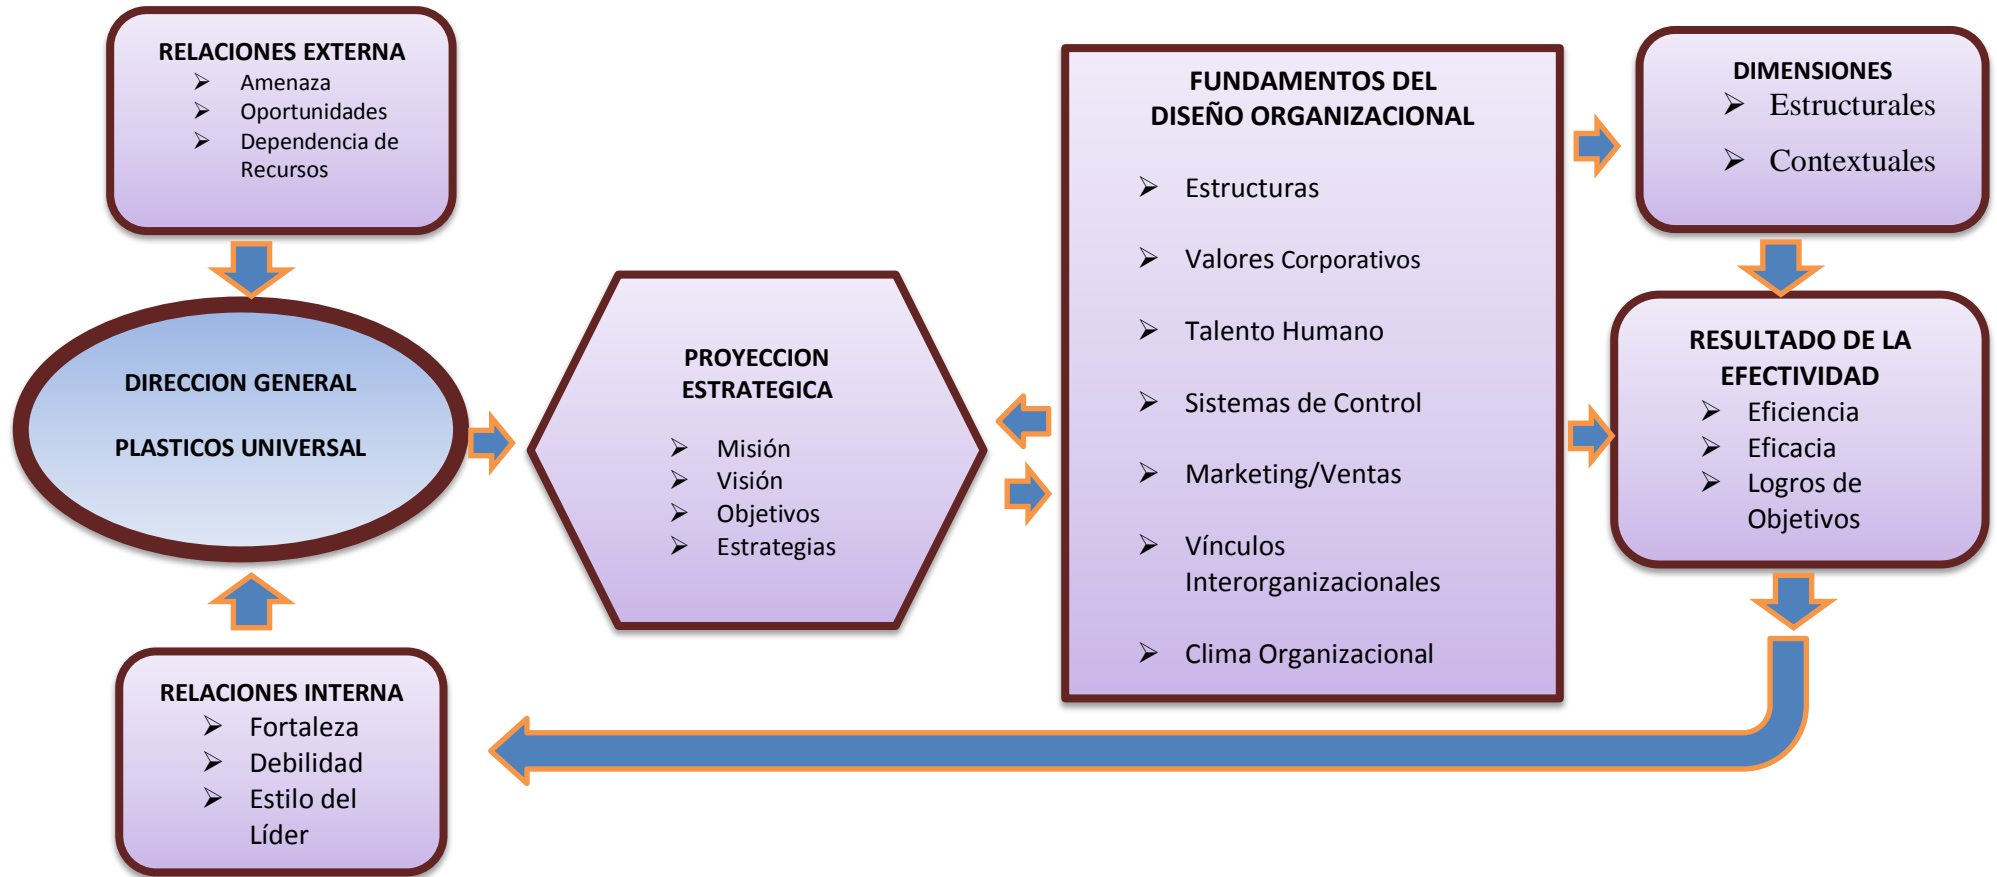 RELACIONES EXTERNA
➢ Amenaza
➢ Oportunidades
➢ Dependencia de
Recursos
DIRECCION GENERAL
PLASTICOS UNIVERSAL
RELACIONES INTERNA
➢ Fortaleza
➢ Debilidad
➢ Estilo del
Líder
PROYECCION
ESTRATEGICA
➢ Misión
➢ Visión
➢ Objetivos
➢ Estrategias
FUNDAMENTOS DEL
DISEÑO ORGANIZACIONAL
➢ Estructuras
➢ Valores Corporativos
➢ Talento Humano
➢ Sistemas de Control
➢ Marketing/Ventas
➢ Vínculos
Interorganizacionales
➢ Clima Organizacional
DIMENSIONES
➢ Estructurales
➢ Contextuales
RESULTADO DE LA
EFECTIVIDAD
➢ Eficiencia
➢ Eficacia
➢ Logros de
Objetivos